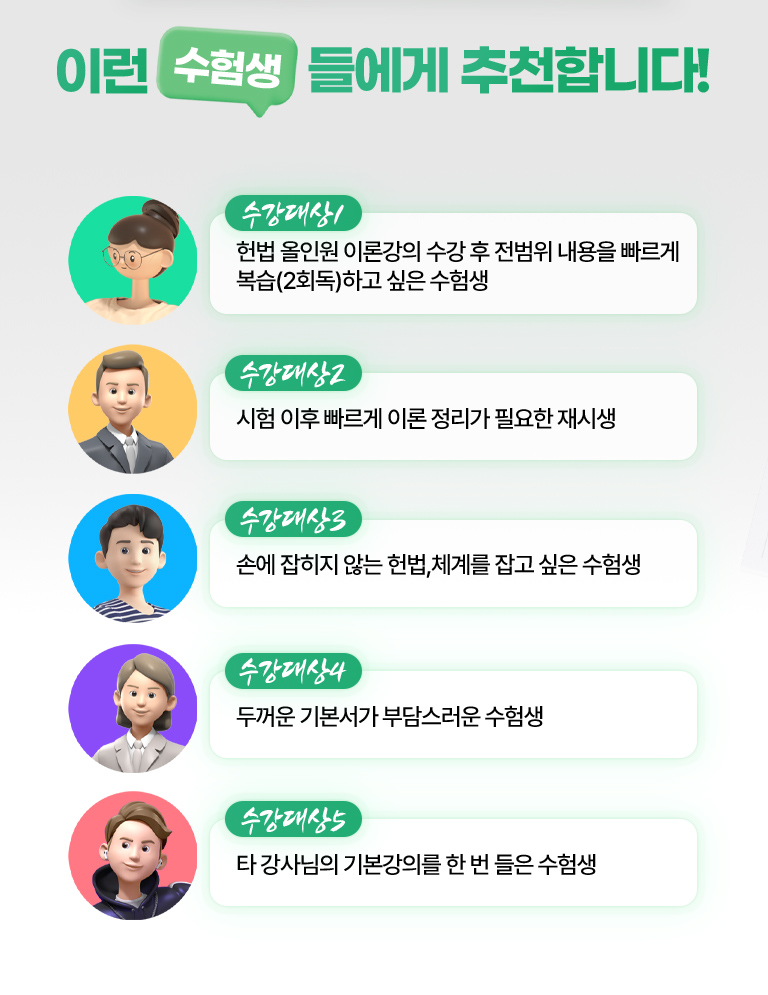 이런 수험생 들에게 추천합니다!
수강대상1
헌법 올인원 이론강의 수강 후 전범위 내용을 빠르게
복습(2회독)하고 싶은 수험생
수강대상2
시험 이후 빠르게 이론 정리가 필요한 재시생
수강대상3
손에 잡히지 않는 헌법,체계를 잡고 싶은 수험생
수강대상4
두꺼운 기본서가 부담스러운 수험생
수강대상5
타 강사님의 기본강의를 한 번 들은 수험생